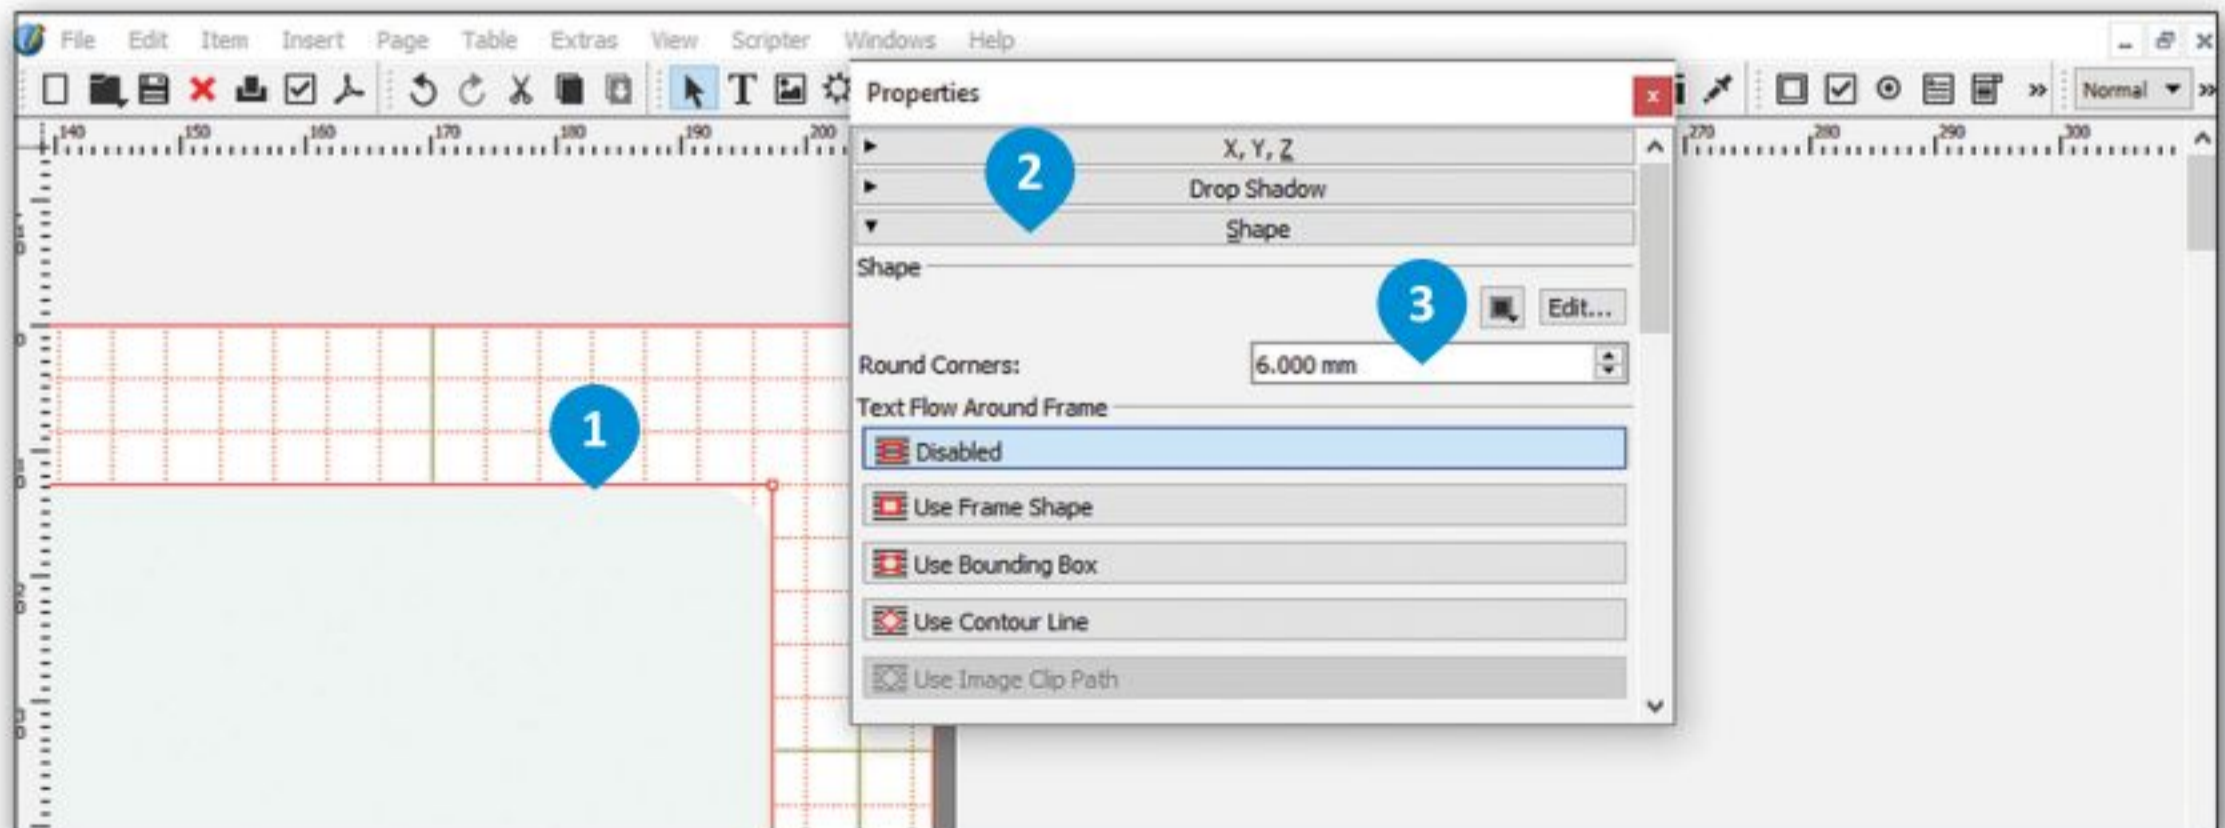 File Edit Item Insert Page Table Extras View Scripter Windows Help
Properties
Normal
140 150 160 170 180 190 200 270 280 290 300
X, Y, Z
2
Drop Shadow
Shape
Shape
3
Edit...
Round Corners: 6.000 mm
Text Flow Around Frame
1
Disabled
Use Frame Shape
Use Bounding Box
Use Contour Line
Use Image Clip Path